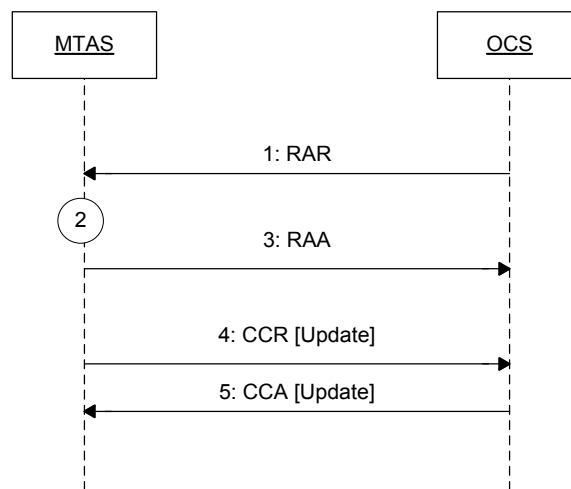 MTAS
OCS
1: RAR
2
3: RAA
4: CCR [Update]
5: CCA [Update]